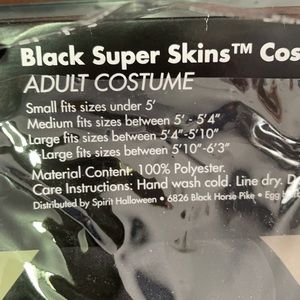 Black Super Skins™ Cos
ADULT COSTUME
Small fits sizes under 5'
Medium fits sizes between 5' - 5'4"
Large fits sizes between 5'4"-5'10"
-Large fits sizes between 5'10"-6'3"
Material Content: 100% Polyester.
Care Instructions: Hand wash cold. Line dry. D
Distributed by Spirit Halloween • 6826 Black Horse Pike • Egg